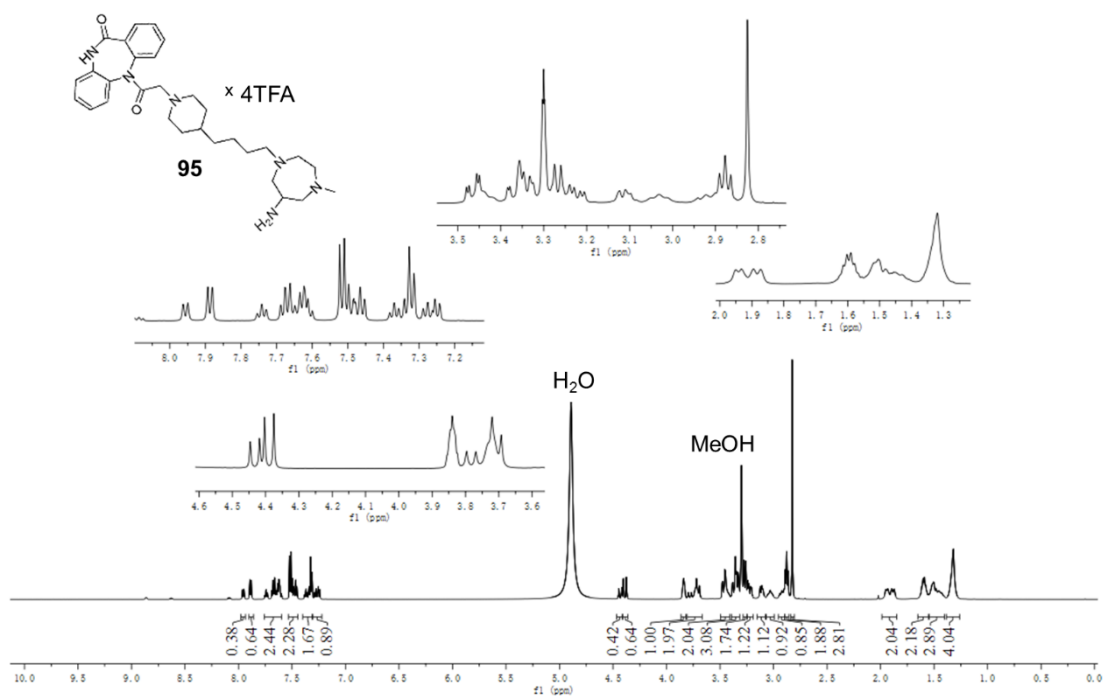 O
HN
N
O
N
x 4TFA
95
N
N
H2N
3.5 3.4 3.3 3.2 3.1 3.0 2.9 2.8
f1 (ppm)
2.0 1.9 1.8 1.7 1.6 1.5 1.4 1.3
f1 (ppm)
8.0 7.9 7.8 7.7 7.6 7.5 7.4 7.3 7.2
f1 (ppm)
H2O
MeOH
4.6 4.5 4.4 4.3 4.2 4.1 4.0 3.9 3.8 3.7 3.6
f1 (ppm)
0.38 0.64 2.44 2.28 1.67 0.89 0.42 0.64 1.00 1.97 2.04 3.08 1.74 1.22 1.12 0.92 0.85 1.88 2.81 2.04 2.18 2.89 4.04
10.0 9.5 9.0 8.5 8.0 7.5 7.0 6.5 6.0 5.5 5.0 4.5 4.0 3.5 3.0 2.5 2.0 1.5 1.0 0.5 0.0
f1 (ppm)